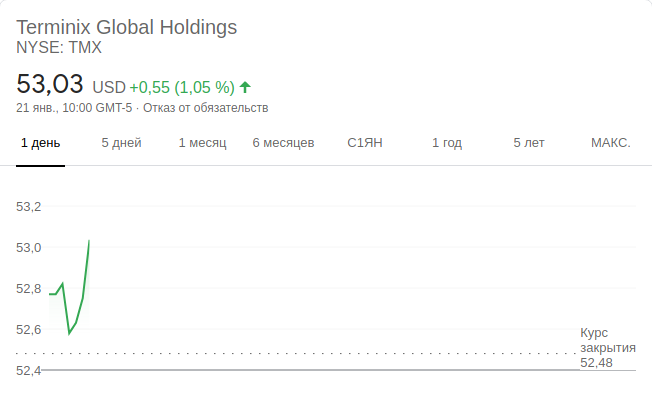 Terminix Global Holdings
NYSE: TMX
53,03 USD +0,55 (1,05 %)
21 янв., 10:00 GMT-5 · Отказ от обязательств
1 день 5 дней 1 месяц 6 месяцев С1ЯН 1 год 5 лет МАКС.
53,2
53,0
52,8
52,6
52,4
Курс
закрытия
52,48